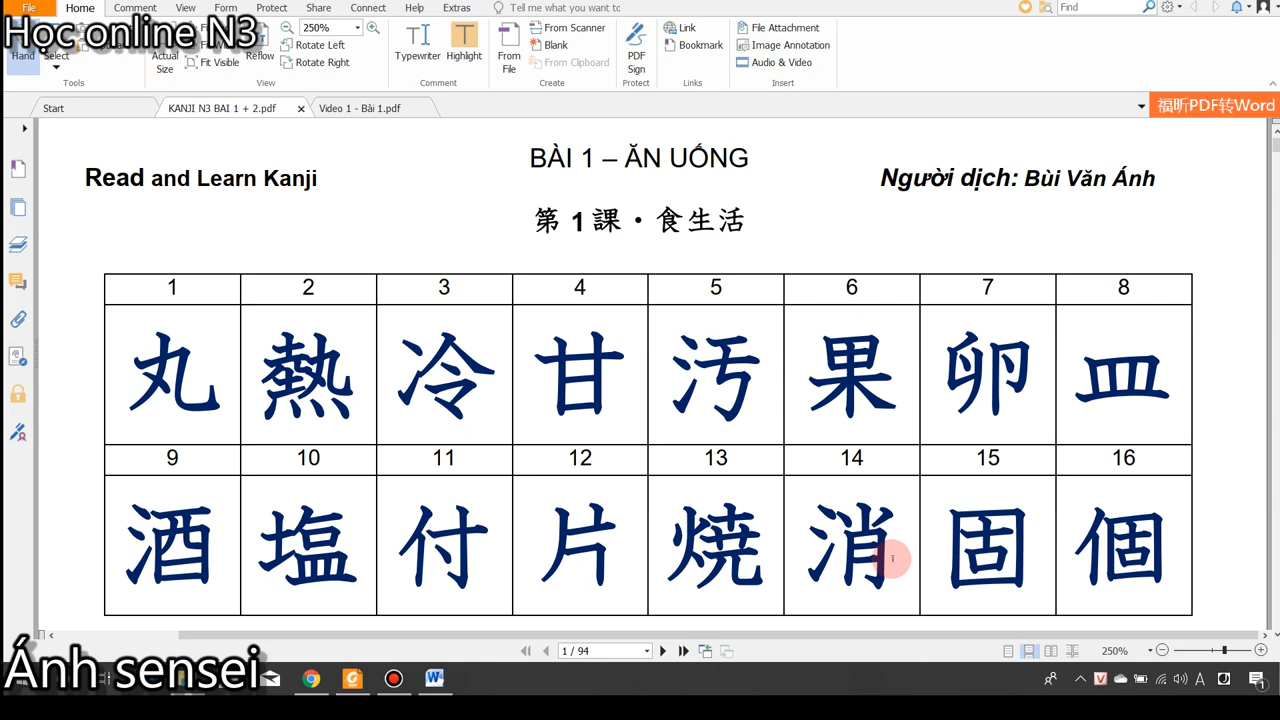 File Home Comment View Form Protect Share Connect Help Extras Tell me what you want to Find
Học online N3
Hand Select Actual Size Fit Visible Reflow 250% Rotate Left Rotate Right Typewriter Highlight From File From Scanner Blank From Clipboard PDF Sign Link Bookmark File Attachment Image Annotation Audio & Video
Tools View Comment Create Protect Links Insert
Start KANJI N3 BAI 1 + 2.pdf Video 1 - Bài 1.pdf 福昕PDF转Word
BÀI 1 – ĂN UỐNG
Read and Learn Kanji Người dịch: Bùi Văn Ánh
第 1 課・食生活
1 2 3 4 5 6 7 8
丸 熱 冷 甘 汚 果 卵 皿
9 10 11 12 13 14 15 16
酒 塩 付 片 焼 消 固 個
1 / 94 250%
Ánh sensei